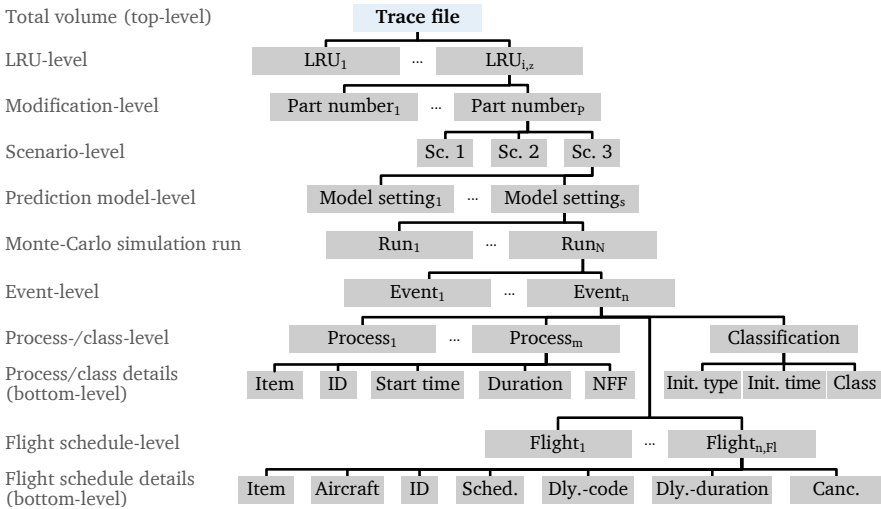 Total volume (top-level) Trace file
LRU-level LRU₁ ... LRUᵢ,z
Modification-level Part number₁ ... Part numberP
Scenario-level Sc. 1 Sc. 2 Sc. 3
Prediction model-level Model setting₁ ... Model settingₛ
Monte-Carlo simulation run Run₁ ... RunN
Event-level Event₁ ... Eventₙ
Process-/class-level Process₁ ... Processₘ Classification
Process/class details
(bottom-level) Item ID Start time Duration NFF Init. type Init. time Class
Flight schedule-level Flight₁ ... Flightn,Fl
Flight schedule details
(bottom-level) Item Aircraft ID Sched. Dly.-code Dly.-duration Canc.